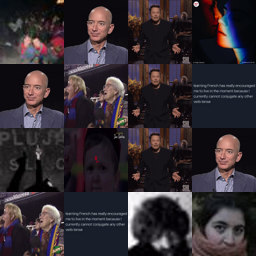 learning French has really encouraged
me to live in the moment because i
currently cannot conjugate any other
verb tense
PLU
learning French has really encouraged
me to live in the moment because i
currently cannot conjugate any other
verb tense